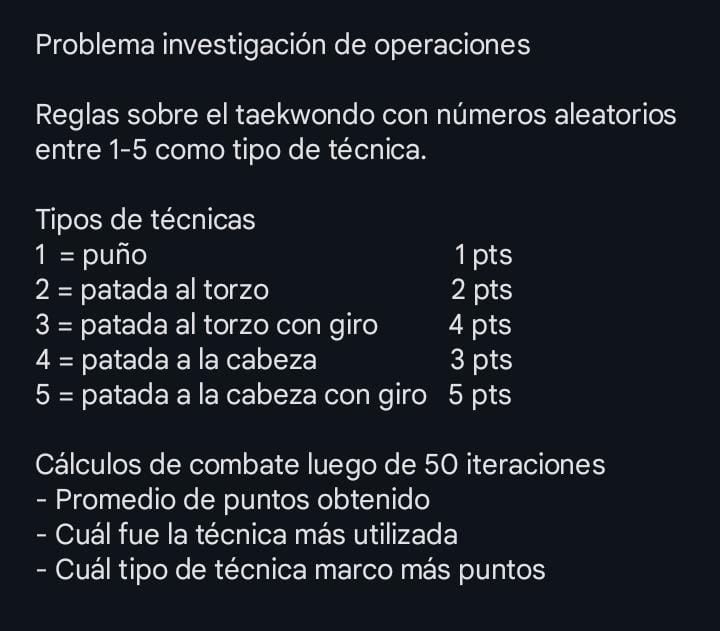 Problema investigación de operaciones
Reglas sobre el taekwondo con números aleatorios
entre 1-5 como tipo de técnica.
Tipos de técnicas
1 = puño 1 pts
2 = patada al torzo 2 pts
3 = patada al torzo con giro 4 pts
4 = patada a la cabeza 3 pts
5 = patada a la cabeza con giro 5 pts
Cálculos de combate luego de 50 iteraciones
- Promedio de puntos obtenido
- Cuál fue la técnica más utilizada
- Cuál tipo de técnica marco más puntos